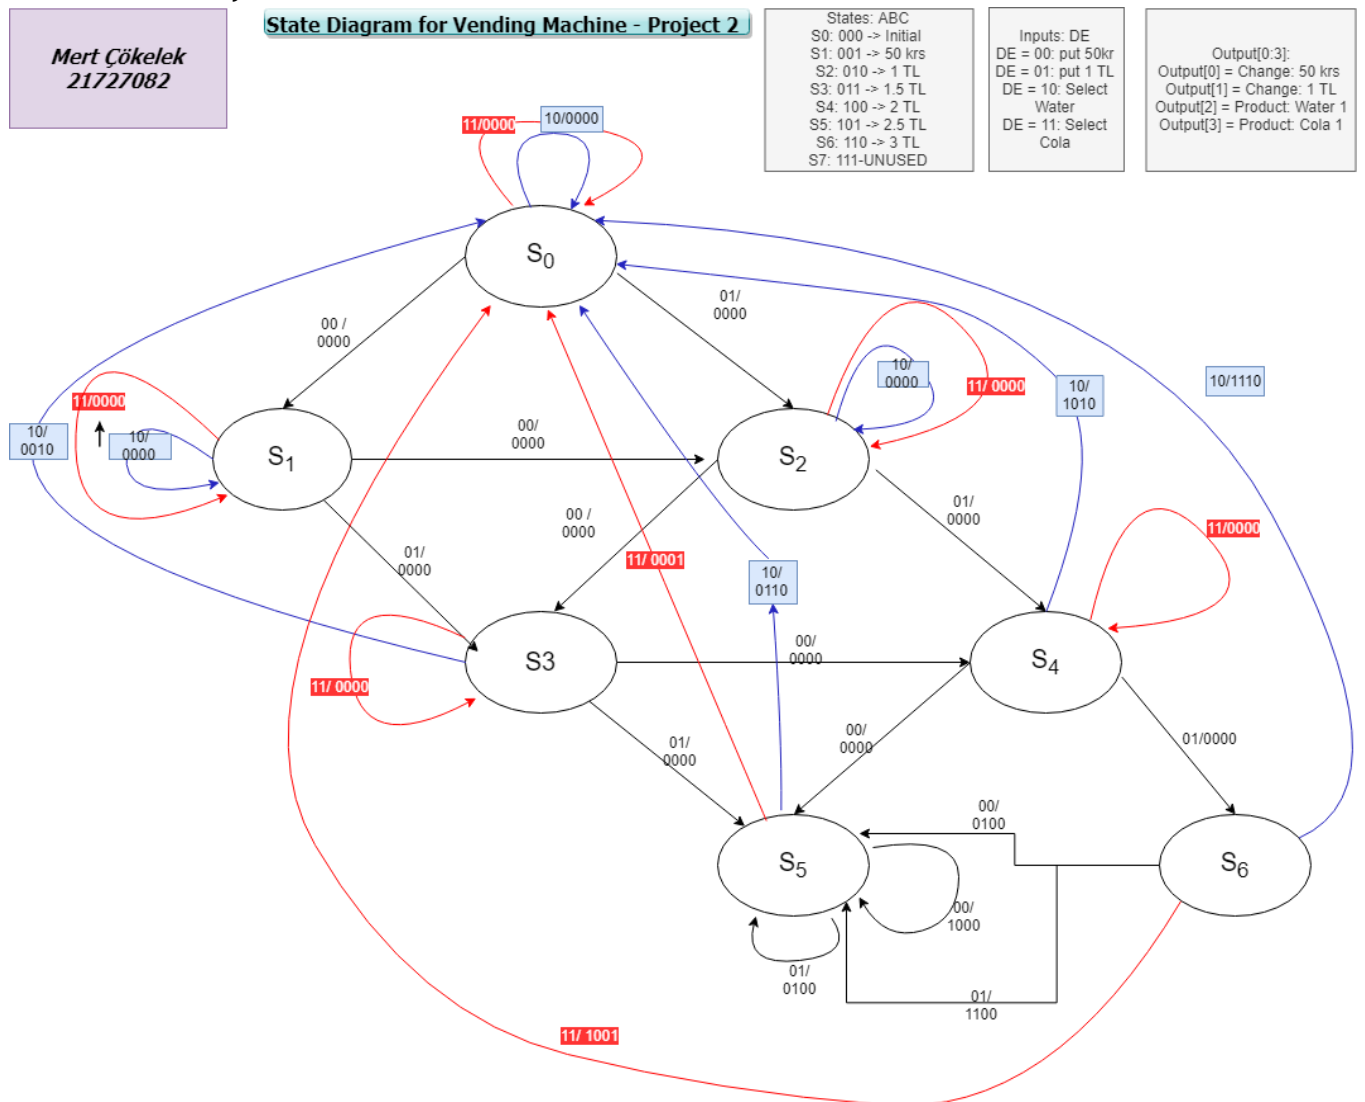 State Diagram for Vending Machine - Project 2
Mert Çökelek
21727082
States: ABC
S0: 000 -> Initial
S1: 001 -> 50 krs
S2: 010 -> 1 TL
S3: 011 -> 1.5 TL
S4: 100 -> 2 TL
S5: 101 -> 2.5 TL
S6: 110 -> 3 TL
S7: 111-UNUSED
Inputs: DE
DE = 00: put 50kr
DE = 01: put 1 TL
DE = 10: Select
Water
DE = 11: Select
Cola
Output[0:3]:
Output[0] = Change: 50 krs
Output[1] = Change: 1 TL
Output[2] = Product: Water 1
Output[3] = Product: Cola 1
11/0000
10/0000
S0
00 /
0000
01/
0000
10/
0000
11/ 0000
10/
1010
10/1110
11/0000
10/
0010
10/
0000
S1
00/
0000
S2
01/
0000
00 /
0000
01/
0000
11/0000
11/ 0001
10/
0110
S3
11/ 0000
00/
0000
S4
01/
0000
00/
0000
01/0000
00/
0100
S5
S6
00/
1000
01/
0100
01/
1100
11/ 1001